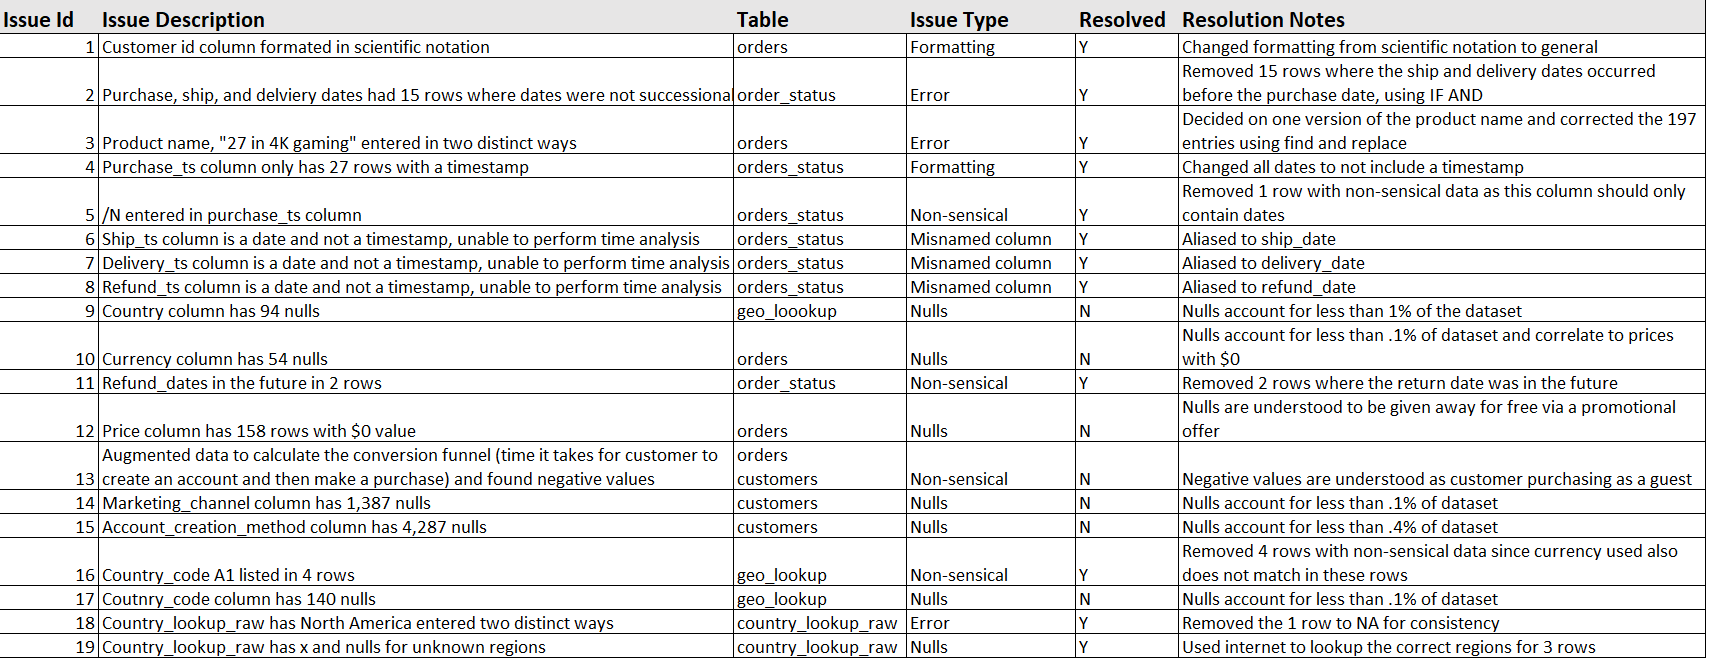 Issue Id Issue Description Table Issue Type Resolved Resolution Notes
1 Customer id column formated in scientific notation orders Formatting Y Changed formatting from scientific notation to general
2 Purchase, ship, and delviery dates had 15 rows where dates were not successional order_status Error Y Removed 15 rows where the ship and delivery dates occurred
before the purchase date, using IF AND
3 Product name, "27 in 4K gaming" entered in two distinct ways orders Error Y Decided on one version of the product name and corrected the 197
entries using find and replace
4 Purchase_ts column only has 27 rows with a timestamp orders_status Formatting Y Changed all dates to not include a timestamp
5 /N entered in purchase_ts column orders_status Non-sensical Y Removed 1 row with non-sensical data as this column should only
contain dates
6 Ship_ts column is a date and not a timestamp, unable to perform time analysis orders_status Misnamed column Y Aliased to ship_date
7 Delivery_ts column is a date and not a timestamp, unable to perform time analysis orders_status Misnamed column Y Aliased to delivery_date
8 Refund_ts column is a date and not a timestamp, unable to perform time analysis orders_status Misnamed column Y Aliased to refund_date
9 Country column has 94 nulls geo_loookup Nulls N Nulls account for less than 1% of the dataset
10 Currency column has 54 nulls orders Nulls N Nulls account for less than .1% of dataset and correlate to prices
with $0
11 Refund_dates in the future in 2 rows order_status Non-sensical Y Removed 2 rows where the return date was in the future
12 Price column has 158 rows with $0 value orders Nulls N Nulls are understood to be given away for free via a promotional
offer
13 Augmented data to calculate the conversion funnel (time it takes for customer to
create an account and then make a purchase) and found negative values orders
customers Non-sensical N Negative values are understood as customer purchasing as a guest
14 Marketing_channel column has 1,387 nulls customers Nulls N Nulls account for less than .1% of dataset
15 Account_creation_method column has 4,287 nulls customers Nulls N Nulls account for less than .4% of dataset
16 Country_code A1 listed in 4 rows geo_lookup Non-sensical Y Removed 4 rows with non-sensical data since currency used also
does not match in these rows
17 Coutnry_code column has 140 nulls geo_lookup Nulls N Nulls account for less than .1% of dataset
18 Country_lookup_raw has North America entered two distinct ways country_lookup_raw Error Y Removed the 1 row to NA for consistency
19 Country_lookup_raw has x and nulls for unknown regions country_lookup_raw Nulls Y Used internet to lookup the correct regions for 3 rows